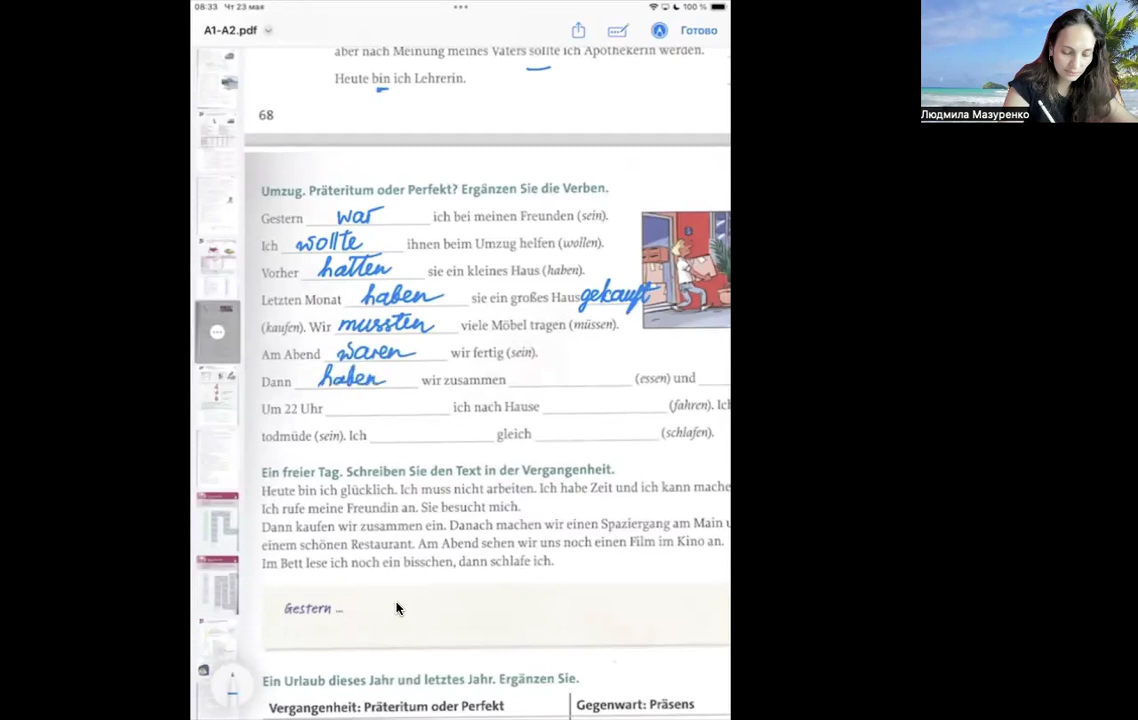 08:33 Чт 23 мая
100 %
A1-A2.pdf
Готово
aber nach Meinung meines Vaters sollte ich Apothekerin werden.
Heute bin ich Lehrerin.
68
Umzug. Präteritum oder Perfekt? Ergänzen Sie die Verben.
Gestern war ich bei meinen Freunden (sein).
Ich wollte ihnen beim Umzug helfen (wollen).
Vorher hatten sie ein kleines Haus (haben).
Letzten Monat haben sie ein großes Haus gekauft
(kaufen). Wir mussten viele Möbel tragen (müssen).
Am Abend waren wir fertig (sein).
Dann haben wir zusammen ____________ (essen) und ____
Um 22 Uhr ____________ ich nach Hause ____________ (fahren). Ich
todmüde (sein). Ich ____________ gleich ____________ (schlafen).
Ein freier Tag. Schreiben Sie den Text in der Vergangenheit.
Heute bin ich glücklich. Ich muss nicht arbeiten. Ich habe Zeit und ich kann mache
Ich rufe meine Freundin an. Sie besucht mich.
Dann kaufen wir zusammen ein. Danach machen wir einen Spaziergang am Main u
einem schönen Restaurant. Am Abend sehen wir uns noch einen Film im Kino an.
Im Bett lese ich noch ein bisschen, dann schlafe ich.
Gestern ...
Ein Urlaub dieses Jahr und letztes Jahr. Ergänzen Sie.
Vergangenheit: Präteritum oder Perfekt
Gegenwart: Präsens
Людмила Мазуренко